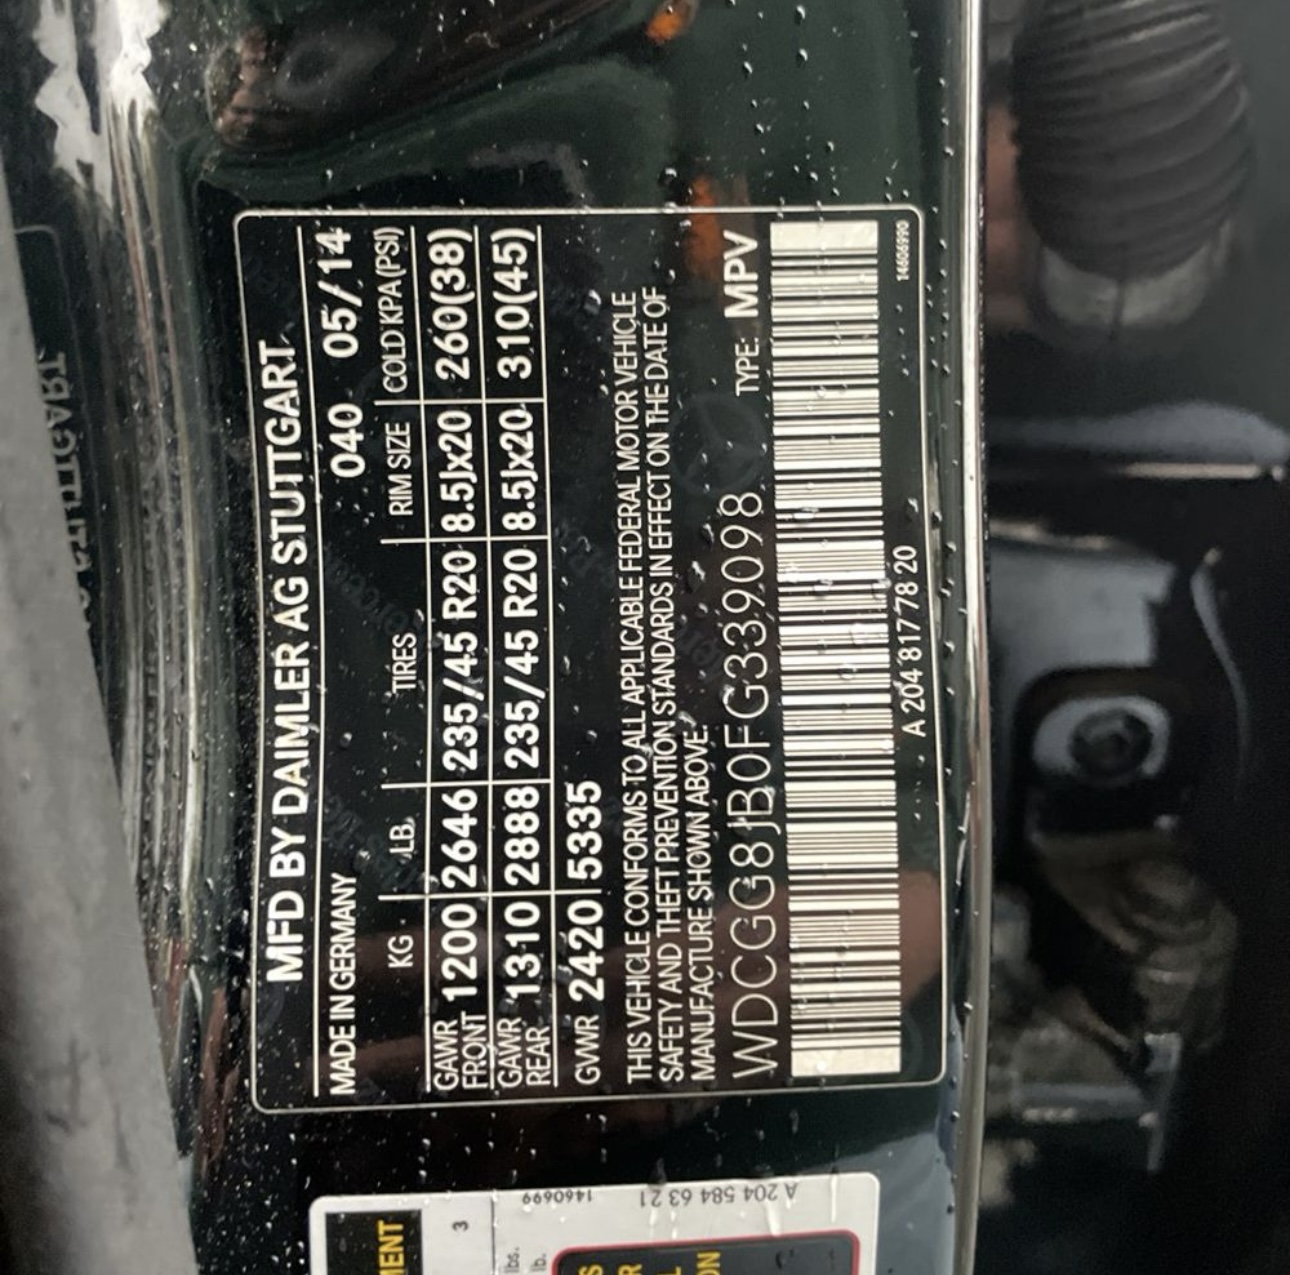 MFD BY DAIMLER AG STUTTGART
MADE IN GERMANY 040 05/14
KG LB. TIRES RIM SIZE COLD KPA(PSI)
GAWR FRONT 1200 2646 235/45 R20 8.5Jx20 260(38)
GAWR REAR 1310 2888 235/45 R20 8.5Jx20 310(45)
GVWR 2420 5335
THIS VEHICLE CONFORMS TO ALL APPLICABLE FEDERAL MOTOR VEHICLE
SAFETY AND THEFT PREVENTION STANDARDS IN EFFECT ON THE DATE OF
MANUFACTURE SHOWN ABOVE.
WDCGG8JB0FG339098 TYPE: MPV
A 204 817 78 20
14606990
A 204 584 63 21
1460699
3
lbs.
lb.